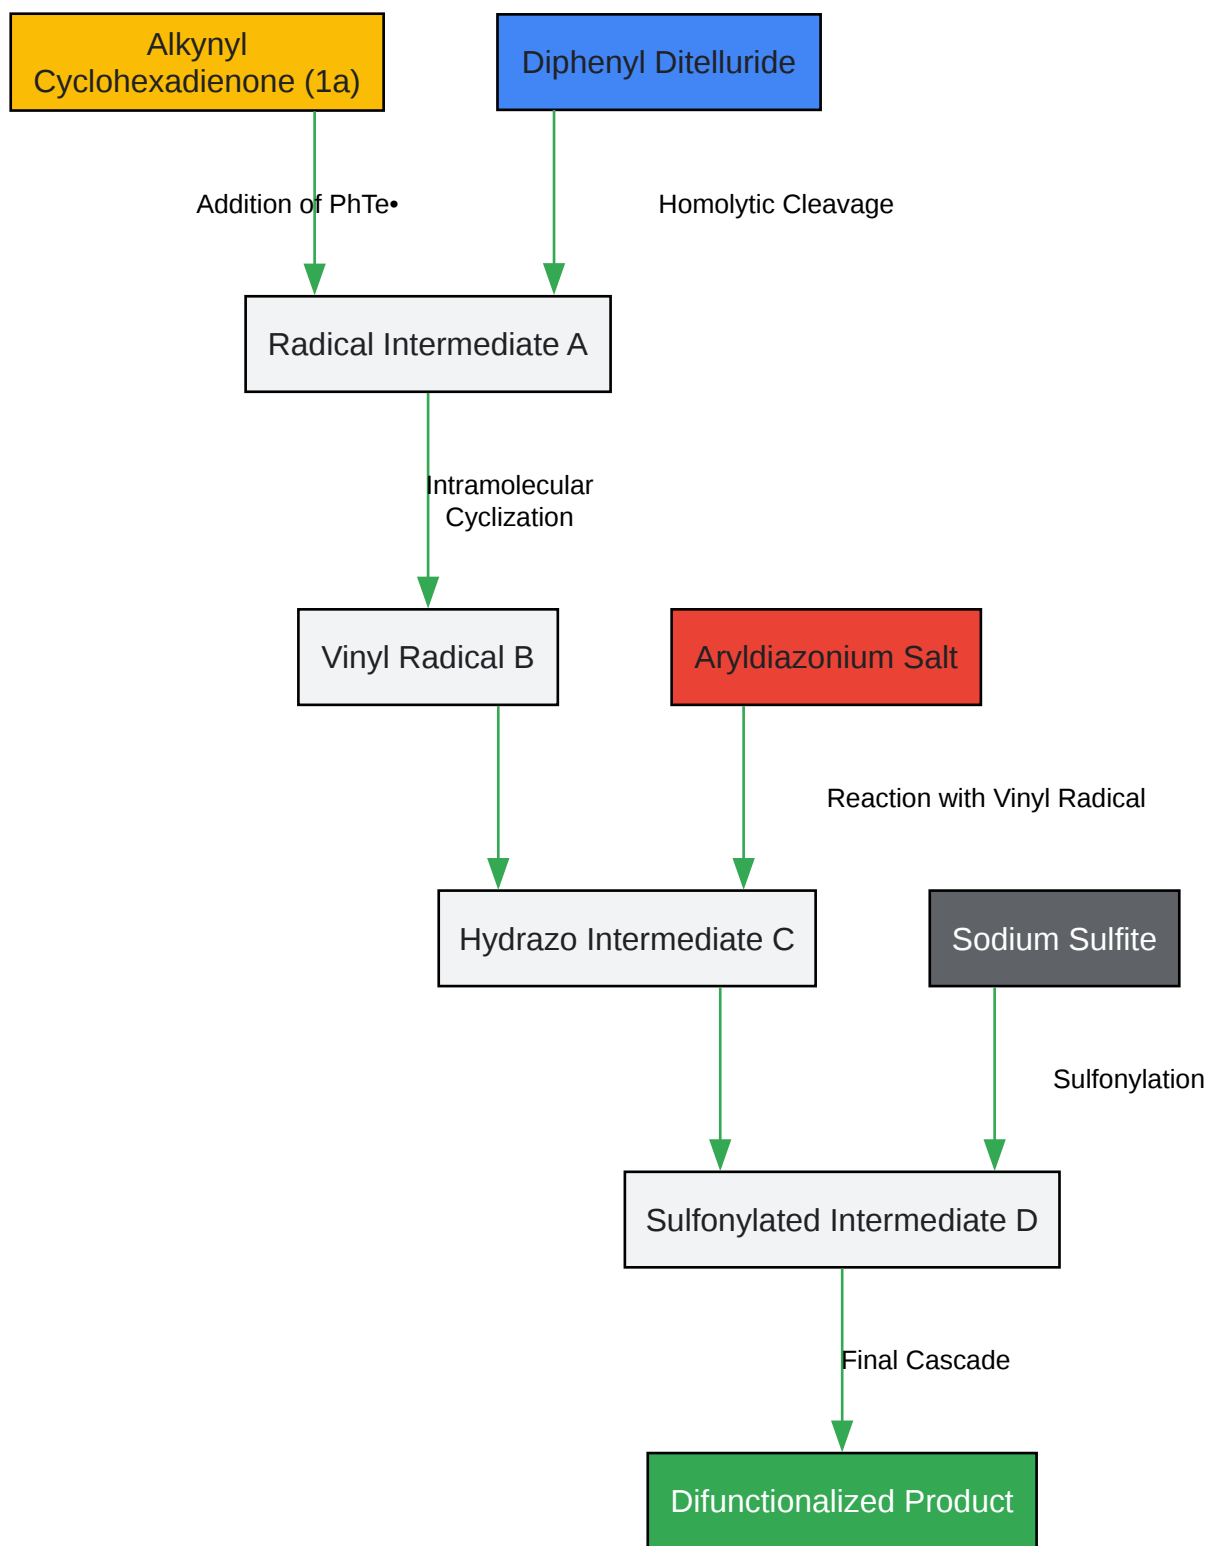 Alkynyl
Cyclohexadienone (1a)
Diphenyl Ditelluride
Addition of PhTe•
Homolytic Cleavage
Radical Intermediate A
Intramolecular
Cyclization
Vinyl Radical B
Aryldiazonium Salt
Reaction with Vinyl Radical
Hydrazo Intermediate C
Sodium Sulfite
Sulfonylation
Sulfonylated Intermediate D
Final Cascade
Difunctionalized Product